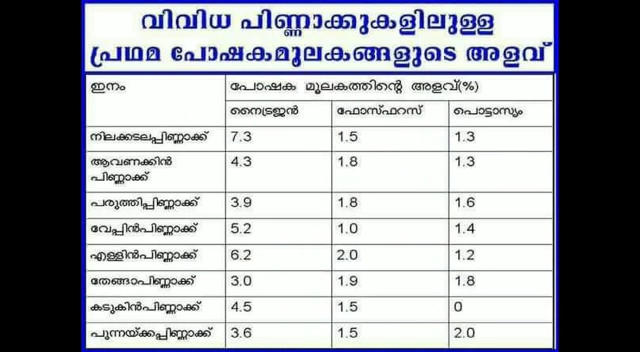 വിവിധ പിണ്ണാക്കുകളിലുള്ള
പ്രഥമ പോഷകമൂലകങ്ങളുടെ അളവ്
ഇനം പോഷക മൂലകത്തിന്റെ അളവ്(%)
നൈട്രജൻ ഫോസ്ഫറസ് പൊട്ടാസ്യം
നിലക്കടലപ്പിണ്ണാക്ക് 7.3 1.5 1.3
ആവണക്കിൻ 4.3 1.8 1.3
പിണ്ണാക്ക്
പരുത്തിപ്പിണ്ണാക്ക് 3.9 1.8 1.6
വേപ്പിൻപിണ്ണാക്ക് 5.2 1.0 1.4
എള്ളിൻപിണ്ണാക്ക് 6.2 2.0 1.2
തേങ്ങാപിണ്ണാക്ക് 3.0 1.9 1.8
കടുകിൻപിണ്ണാക്ക് 4.5 1.5 0
പുന്നയ്ക്കപ്പിണ്ണാക്ക് 3.6 1.5 2.0